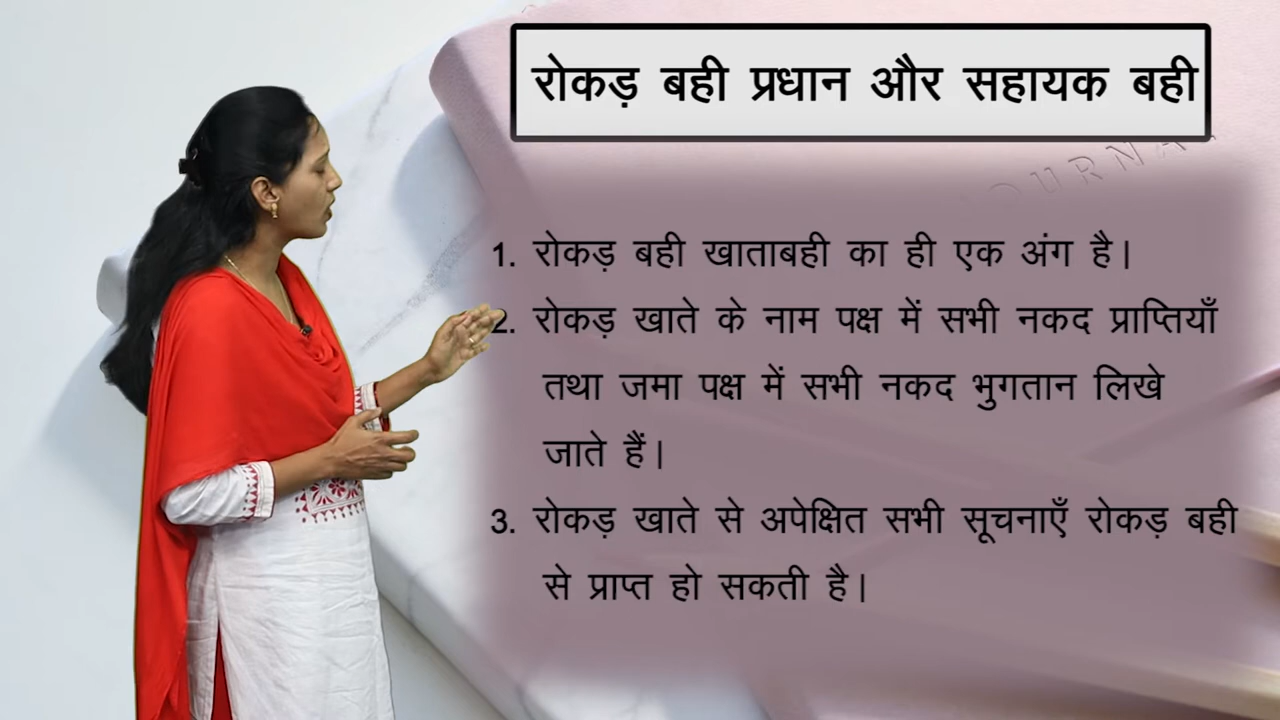 रोकड़ बही प्रधान और सहायक बही
OURNA
1. रोकड़ बही खाताबही का ही एक अंग है।
2. रोकड़ खाते के नाम पक्ष में सभी नकद प्राप्तियाँ
तथा जमा पक्ष में सभी नकद भुगतान लिखे
जाते हैं।
3. रोकड़ खाते से अपेक्षित सभी सूचनाएँ रोकड़ बही
से प्राप्त हो सकती है।